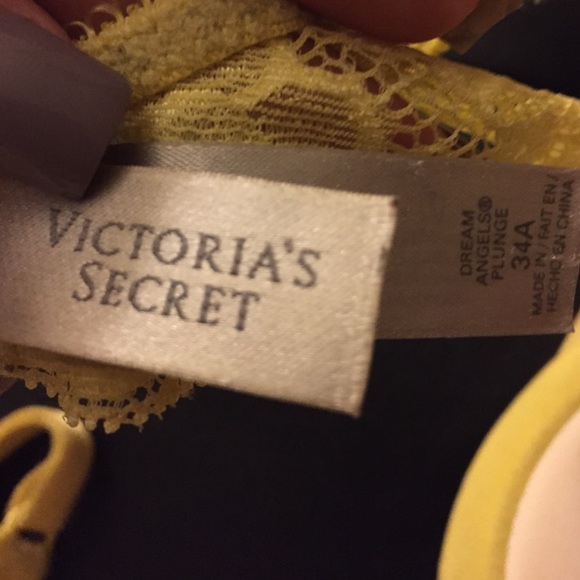 VICTORIA'S
SECRET
DREAM
ANGELS®
PLUNGE
34A
MADE IN / FAIT EN /
HECHO EN CHINA